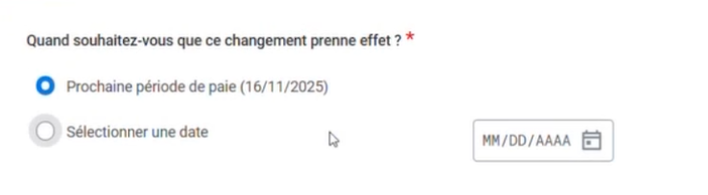 Quand souhaitez-vous que ce changement prenne effet ? *
Prochaine période de paie (16/11/2025)
Sélectionner une date
MM/DD/AAAA